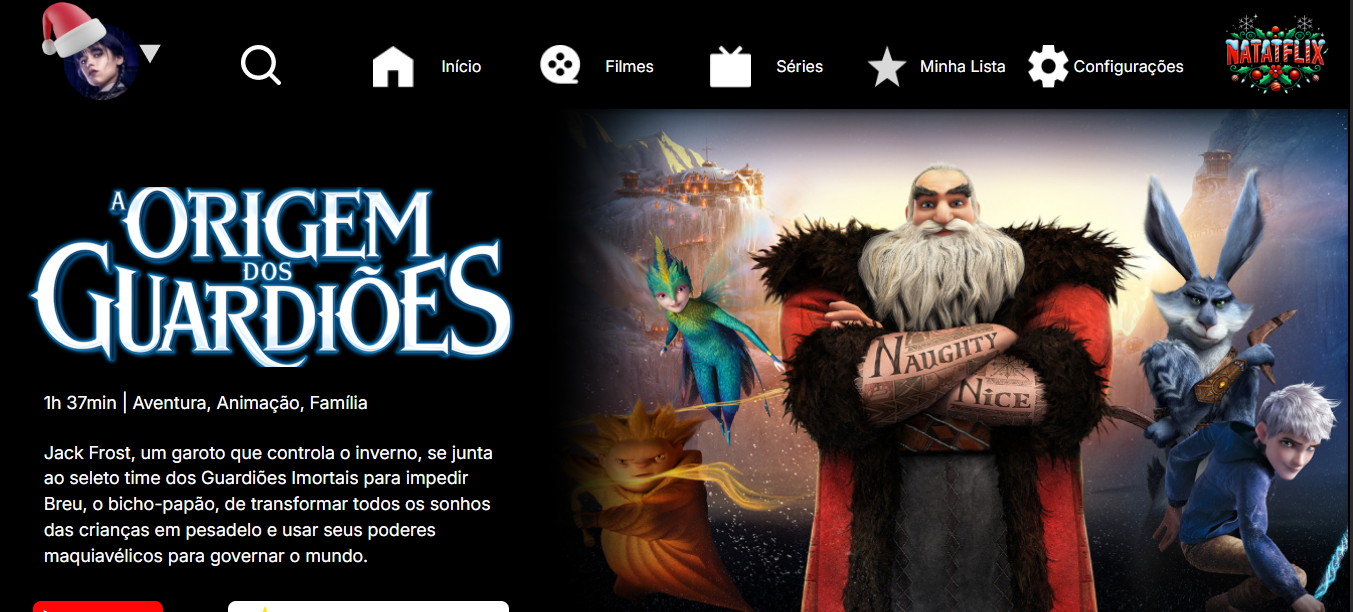 Início
Filmes
Séries
Minha Lista
Configurações
NATATFLIX
A ORIGEM
DOS
GUARDIÕES
1h 37min | Aventura, Animação, Família
Jack Frost, um garoto que controla o inverno, se junta
ao seleto time dos Guardiões Imortais para impedir
Breu, o bicho-papão, de transformar todos os sonhos
das crianças em pesadelo e usar seus poderes
maquiavélicos para governar o mundo.
NAUGHTY
NICE